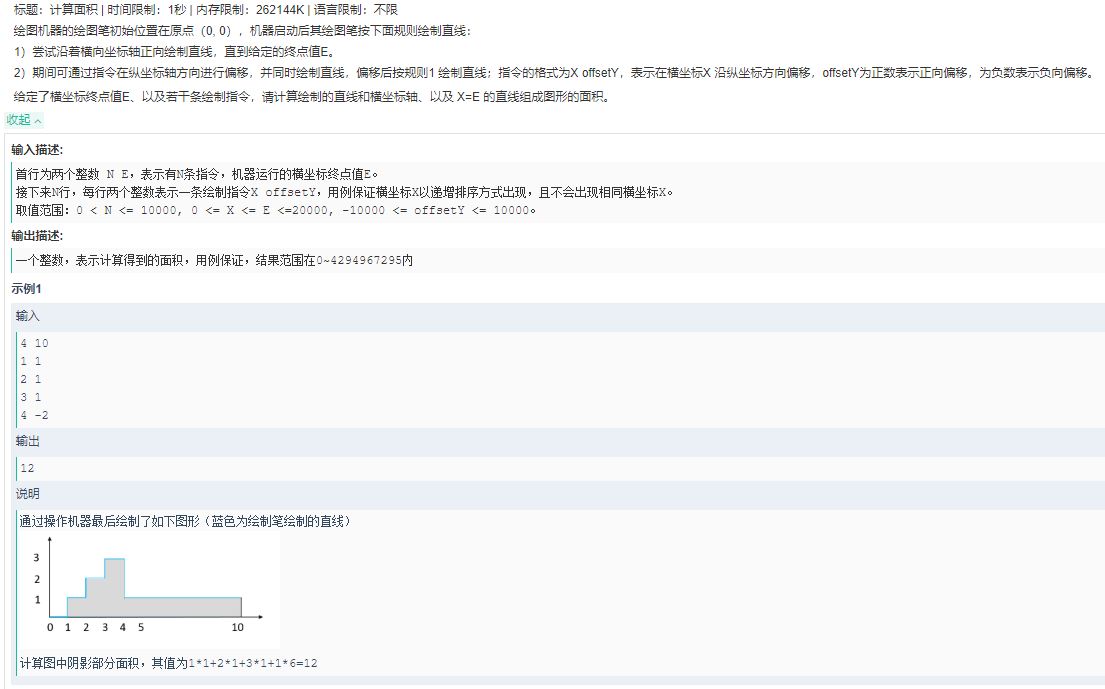 标题：计算面积 | 时间限制：1秒 | 内存限制：262144K | 语言限制：不限
绘图机器的绘图笔初始位置在原点（0, 0），机器启动后其绘图笔按下面规则绘制直线：
1）尝试沿着横向坐标轴正向绘制直线，直到给定的终点值E。
2）期间可通过指令在纵坐标轴方向进行偏移，并同时绘制直线，偏移后按规则1 绘制直线；指令的格式为X offsetY，表示在横坐标X 沿纵坐标方向偏移，offsetY为正数表示正向偏移，为负数表示负向偏移。
给定了横坐标终点值E、以及若干条绘制指令，请计算绘制的直线和横坐标轴、以及 X=E 的直线组成图形的面积。
收起
输入描述:
首行为两个整数 N E，表示有N条指令，机器运行的横坐标终点值E。
接下来N行，每行两个整数表示一条绘制指令X offsetY，用例保证横坐标X以递增排序方式出现，且不会出现相同横坐标X。
取值范围：0 < N <= 10000, 0 <= X <= E <=20000, -10000 <= offsetY <= 10000。
输出描述:
一个整数，表示计算得到的面积，用例保证，结果范围在0~4294967295内
示例1
输入
4 10
1 1
2 1
3 1
4 -2
输出
12
说明
通过操作机器最后绘制了如下图形（蓝色为绘制笔绘制的直线）
3
2
1
0 1 2 3 4 5 10
计算图中阴影部分面积，其值为1*1+2*1+3*1+1*6=12